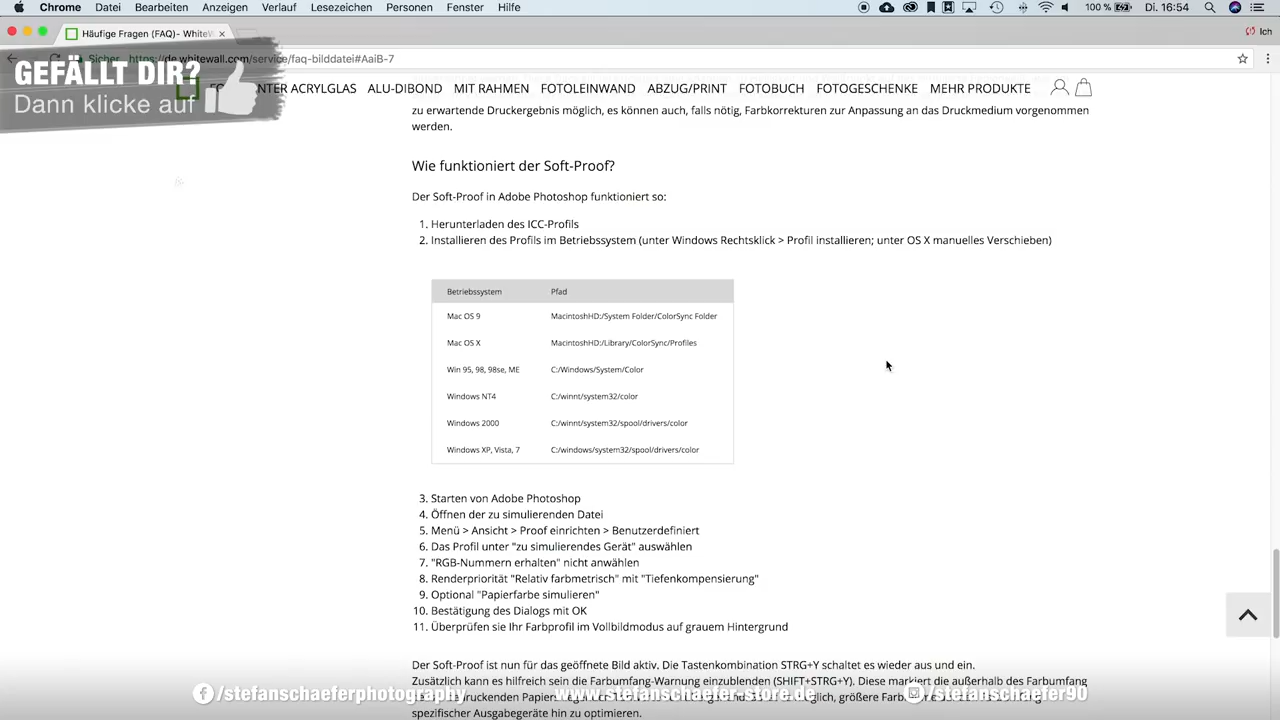 Chrome Datei Bearbeiten Anzeigen Verlauf Lesezeichen Personen Fenster Hilfe 100 % Di. 16:54
Häufige Fragen (FAQ)- WhiteW Ich
Sicher https://de.whitewall.com/service/faq-bilddatei#AaiB-7
GEFÄLLT DIR?
Dann klicke auf
ACRYLGLAS ALU-DIBOND MIT RAHMEN FOTOLEINWAND ABZUG/PRINT FOTOBUCH FOTOGESCHENKE MEHR PRODUKTE
zu erwartende Druckergebnis möglich, es können auch, falls nötig, Farbkorrekturen zur Anpassung an das Druckmedium vorgenommen
werden.
Wie funktioniert der Soft-Proof?
Der Soft-Proof in Adobe Photoshop funktioniert so:
1. Herunterladen des ICC-Profils
2. Installieren des Profils im Betriebssystem (unter Windows Rechtsklick > Profil installieren; unter OS X manuelles Verschieben)
Betriebssystem Pfad
Mac OS 9 MacintoshHD:/System Folder/ColorSync Folder
Mac OS X MacintoshHD:/Library/ColorSync/Profiles
Win 95, 98, 98se, ME C:/Windows/System/Color
Windows NT4 C:/winnt/system32/color
Windows 2000 C:/winnt/system32/spool/drivers/color
Windows XP, Vista, 7 C:/windows/system32/spool/drivers/color
3. Starten von Adobe Photoshop
4. Öffnen der zu simulierenden Datei
5. Menü > Ansicht > Proof einrichten > Benutzerdefiniert
6. Das Profil unter "zu simulierendes Gerät" auswählen
7. "RGB-Nummern erhalten" nicht anwählen
8. Renderpriorität "Relativ farbmetrisch" mit "Tiefenkompensierung"
9. Optional "Papierfarbe simulieren"
10. Bestätigung des Dialogs mit OK
11. Überprüfen sie Ihr Farbprofil im Vollbildmodus auf grauem Hintergrund
Der Soft-Proof ist nun für das geöffnete Bild aktiv. Die Tastenkombination STRG+Y schaltet es wieder aus und ein.
Zusätzlich kann es hilfreich sein die Farbumfang-Warnung einzublenden (SHIFT+STRG+Y). Diese markiert die außerhalb des Farbumfang
/stefanschaeferphotography www.stefanschaefer-store.de /stefanschaefer90
spezifischer Ausgabegeräte hin zu optimieren.